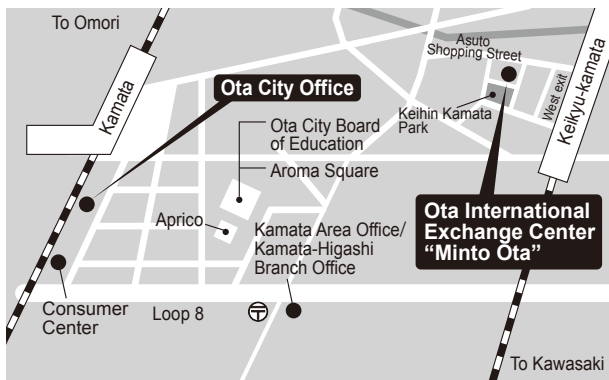 To Omori
Asuto
Shopping Street
Kamata
Ota City Office
Keihin Kamata
Park
West exit
Keikyu-kamata
Ota City Board
of Education
Aroma Square
Aprico
Kamata Area Office/
Kamata-Higashi
Branch Office
Ota International
Exchange Center
“Minto Ota”
Consumer
Center
Loop 8
〒
To Kawasaki